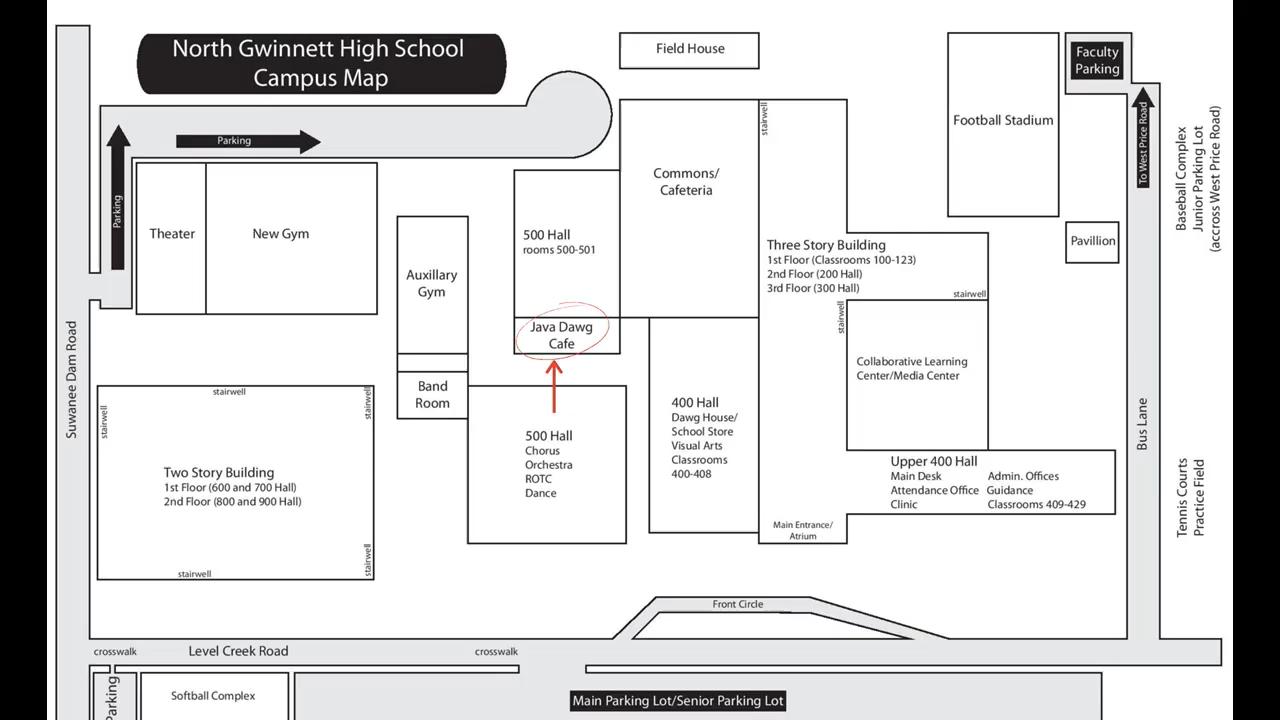 North Gwinnett High School
Campus Map
Field House
Faculty
Parking
Football Stadium
To West Price Road
Baseball Complex
Junior Parking Lot
(accross West Price Road)
Parking
Parking
stairwell
Commons/
Cafeteria
Theater
New Gym
500 Hall
rooms 500-501
Auxillary
Gym
Three Story Building
1st Floor (Classrooms 100-123)
2nd Floor (200 Hall)
3rd Floor (300 Hall)
stairwell
Pavillion
Java Dawg
Cafe
stairwell
Collaborative Learning
Center/Media Center
Suwanee Dam Road
Band
Room
stairwell
stairwell
stairwell
400 Hall
Dawg House/
School Store
Visual Arts
Classrooms
400-408
500 Hall
Chorus
Orchestra
ROTC
Dance
Bus Lane
Two Story Building
1st Floor (600 and 700 Hall)
2nd Floor (800 and 900 Hall)
Upper 400 Hall
Main Desk
Attendance Office
Clinic
Admin. Offices
Guidance
Classrooms 409-429
Tennis Courts
Practice Field
Main Entrance/
Atrium
stairwell
stairwell
Front Circle
crosswalk
Level Creek Road
crosswalk
Parking
Softball Complex
Main Parking Lot/Senior Parking Lot